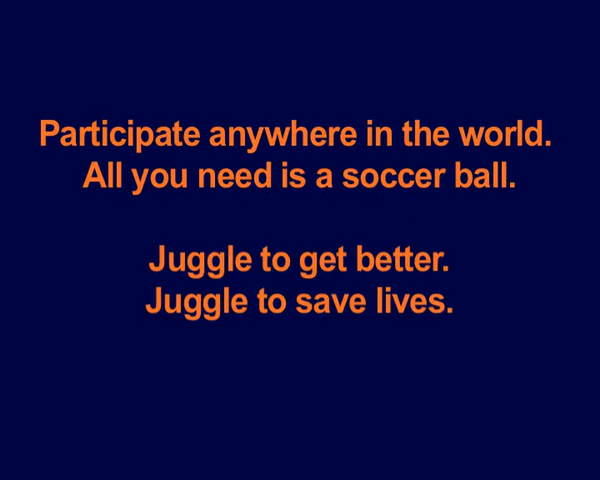 Participate anywhere in the world.
All you need is a soccer ball.
Juggle to get better.
Juggle to save lives.